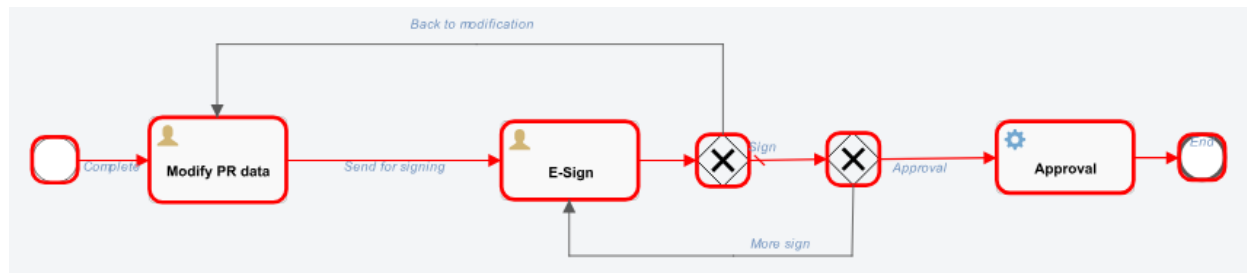 Back to modification
Complete
Modify PR data
Send for signing
E-Sign
Sign
Approval
Approval
End
More sign